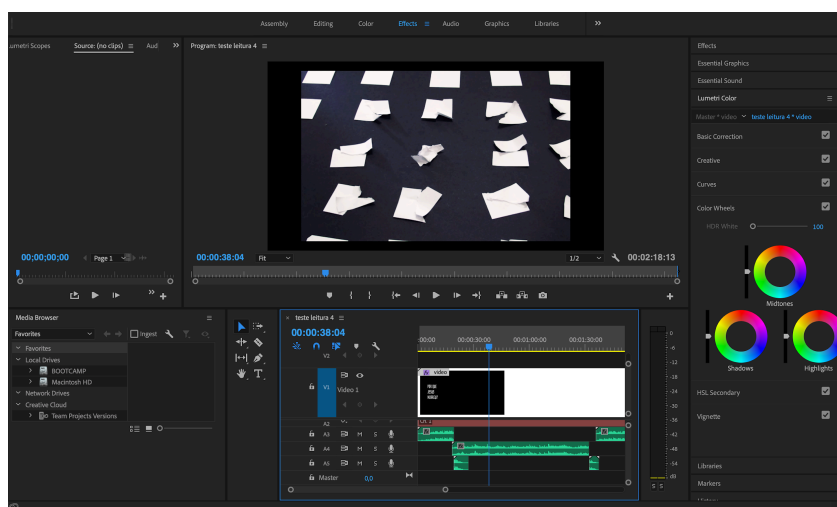 Assembly Editing Color Effects Audio Graphics Libraries
umetri Scopes Source: (no clips) Aud
Program: teste leitura 4
00;00;00;00 Page 1
00:00:38:04 Fit 1/2 00:02:18:13
Media Browser
Favorites Ingest
Favorites
Local Drives
BOOTCAMP
Macintosh HD
Network Drives
Creative Cloud
Team Projects Versions
teste leitura 4
00:00:38:04
:00:00 00:00:30:00 00:01:00:00 00:01:30:00
V2
video
V1 Video 1
A2
A3 M S
A4 M S
A5 M S
Master 0,0
0
-6
-12
-18
-24
-30
-36
-42
-48
-54
dB
S S
Effects
Essential Graphics
Essential Sound
Lumetri Color
Master * video teste leitura 4 * video
Basic Correction
Creative
Curves
Color Wheels
HDR White 100
Midtones
Shadows Highlights
HSL Secondary
Vignette
Libraries
Markers